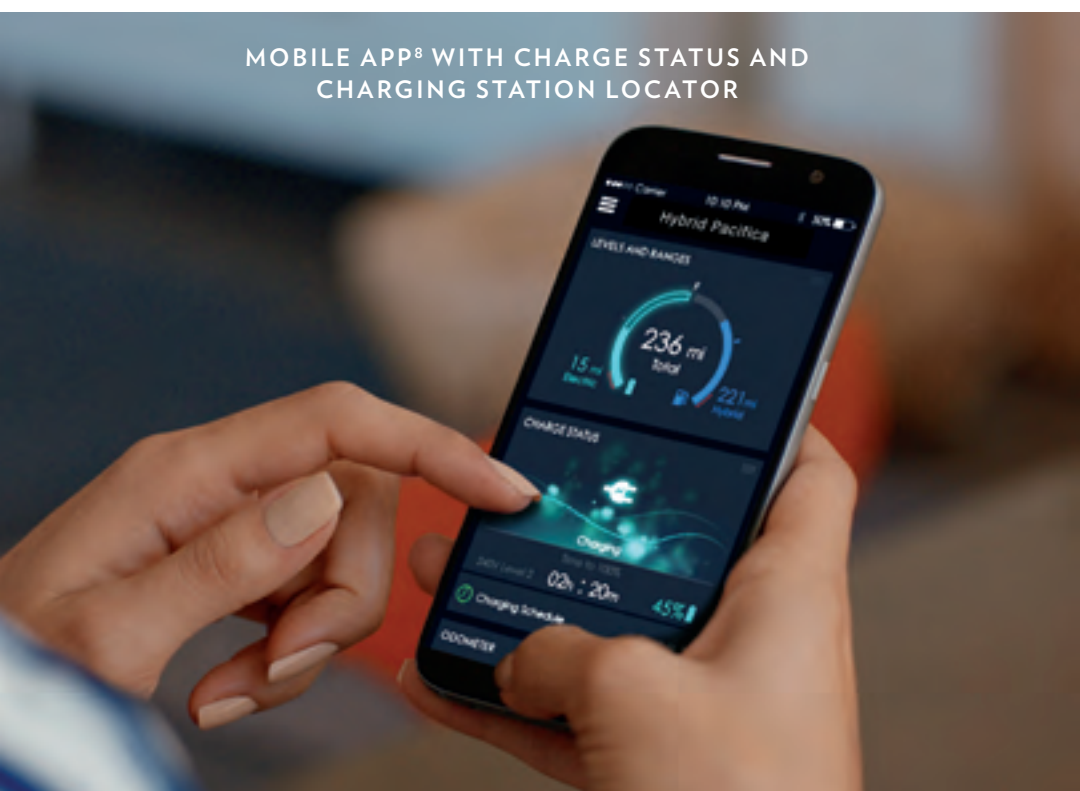 MOBILE APP⁸ WITH CHARGE STATUS AND
CHARGING STATION LOCATOR
Carrier 10:10 PM 50%
Hybrid Pacifica
LEVELS AND RANGES
236 mi
Total
15 mi
Electric
221 mi
Hybrid
CHARGE STATUS
Charging
Time to 100%
240V Level 2 02h : 20m 45%
Charging Schedule
ODOMETER